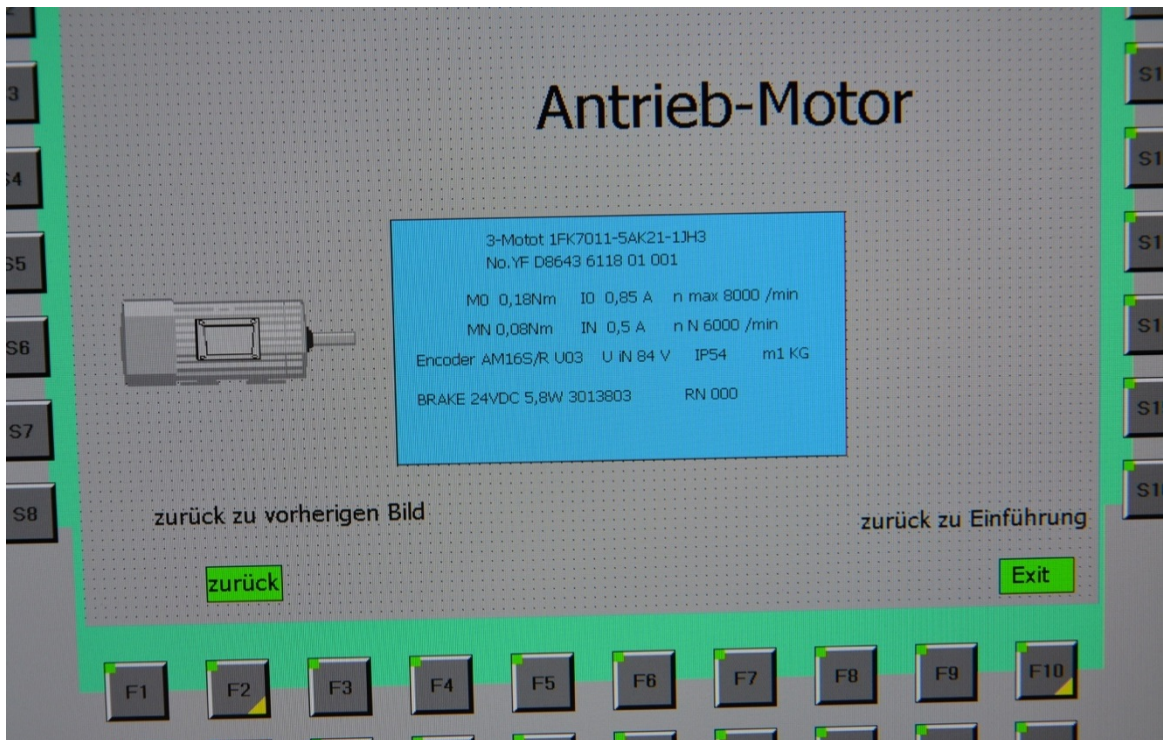 Antrieb-Motor
3-Motot 1FK7011-5AK21-1JH3
No.YF D8643 6118 01 001
M0 0,18Nm I0 0,85 A n max 8000 /min
MN 0,08Nm IN 0,5 A n N 6000 /min
Encoder AM16S/R U03 U iN 84 V IP54 m1 KG
BRAKE 24VDC 5,8W 3013803 RN 000
zurück zu vorherigen Bild
zurück zu Einführung
zurück
Exit
S4
S5
S6
S7
S8
F1 F2 F3 F4 F5 F6 F7 F8 F9 F10